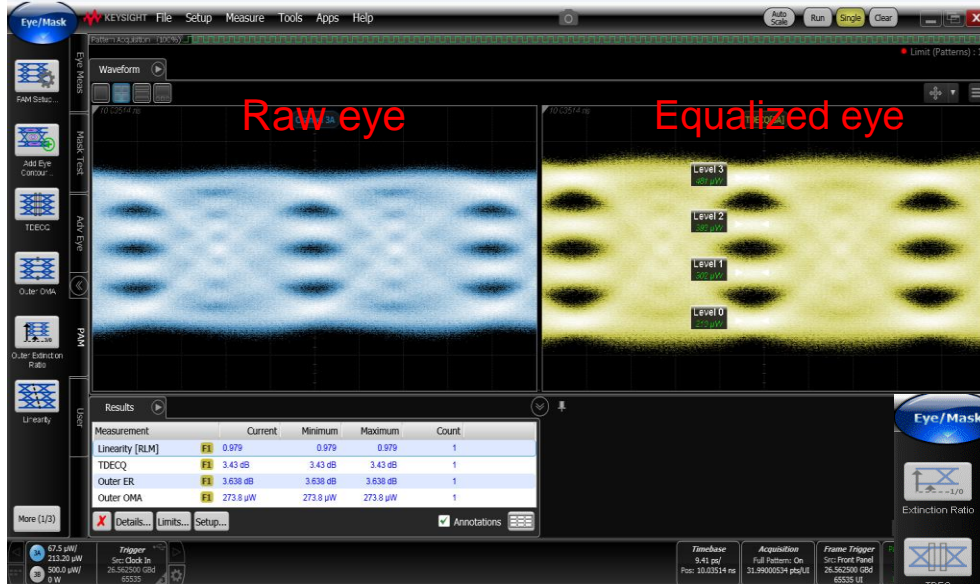 Eye/Mask
KEYSIGHT File Setup Measure Tools Apps Help
Auto Scale
Run
Single
Clear
Pattern Acquisition (100%)
Limit (Patterns) :
Waveform
Eye Meas
Mask Test
Adv Eye
PAM
User
PAM Setup...
Add Eye Contour...
TDECQ
Outer OMA
Outer Extinction Ratio
Linearity
More (1/3)
Raw eye
Equalized eye
Level 3
Level 2
Level 1
Level 0
Results
Measurement Current Minimum Maximum Count
Linearity [RLM] F1 0.979 0.979 0.979 1
TDECQ F1 3.43 dB 3.43 dB 3.43 dB 1
Outer ER F1 3.638 dB 3.638 dB 3.638 dB 1
Outer OMA F1 273.8 µW 273.8 µW 273.8 µW 1
Details... Limits... Setup...
Annotations
Eye/Mask
Extinction Ratio
3A 67.5 µW/
213.20 µW
3B 500.0 µW/
0 W
Trigger
Src: Clock In
26.562500 GBd
65535
Timebase
9.41 ps/
Pos: 10.03514 ns
Acquisition
Full Pattern: On
31.99000534 pts/UI
Frame Trigger
Src: Front Panel
26.562500 GBd
65535 UI